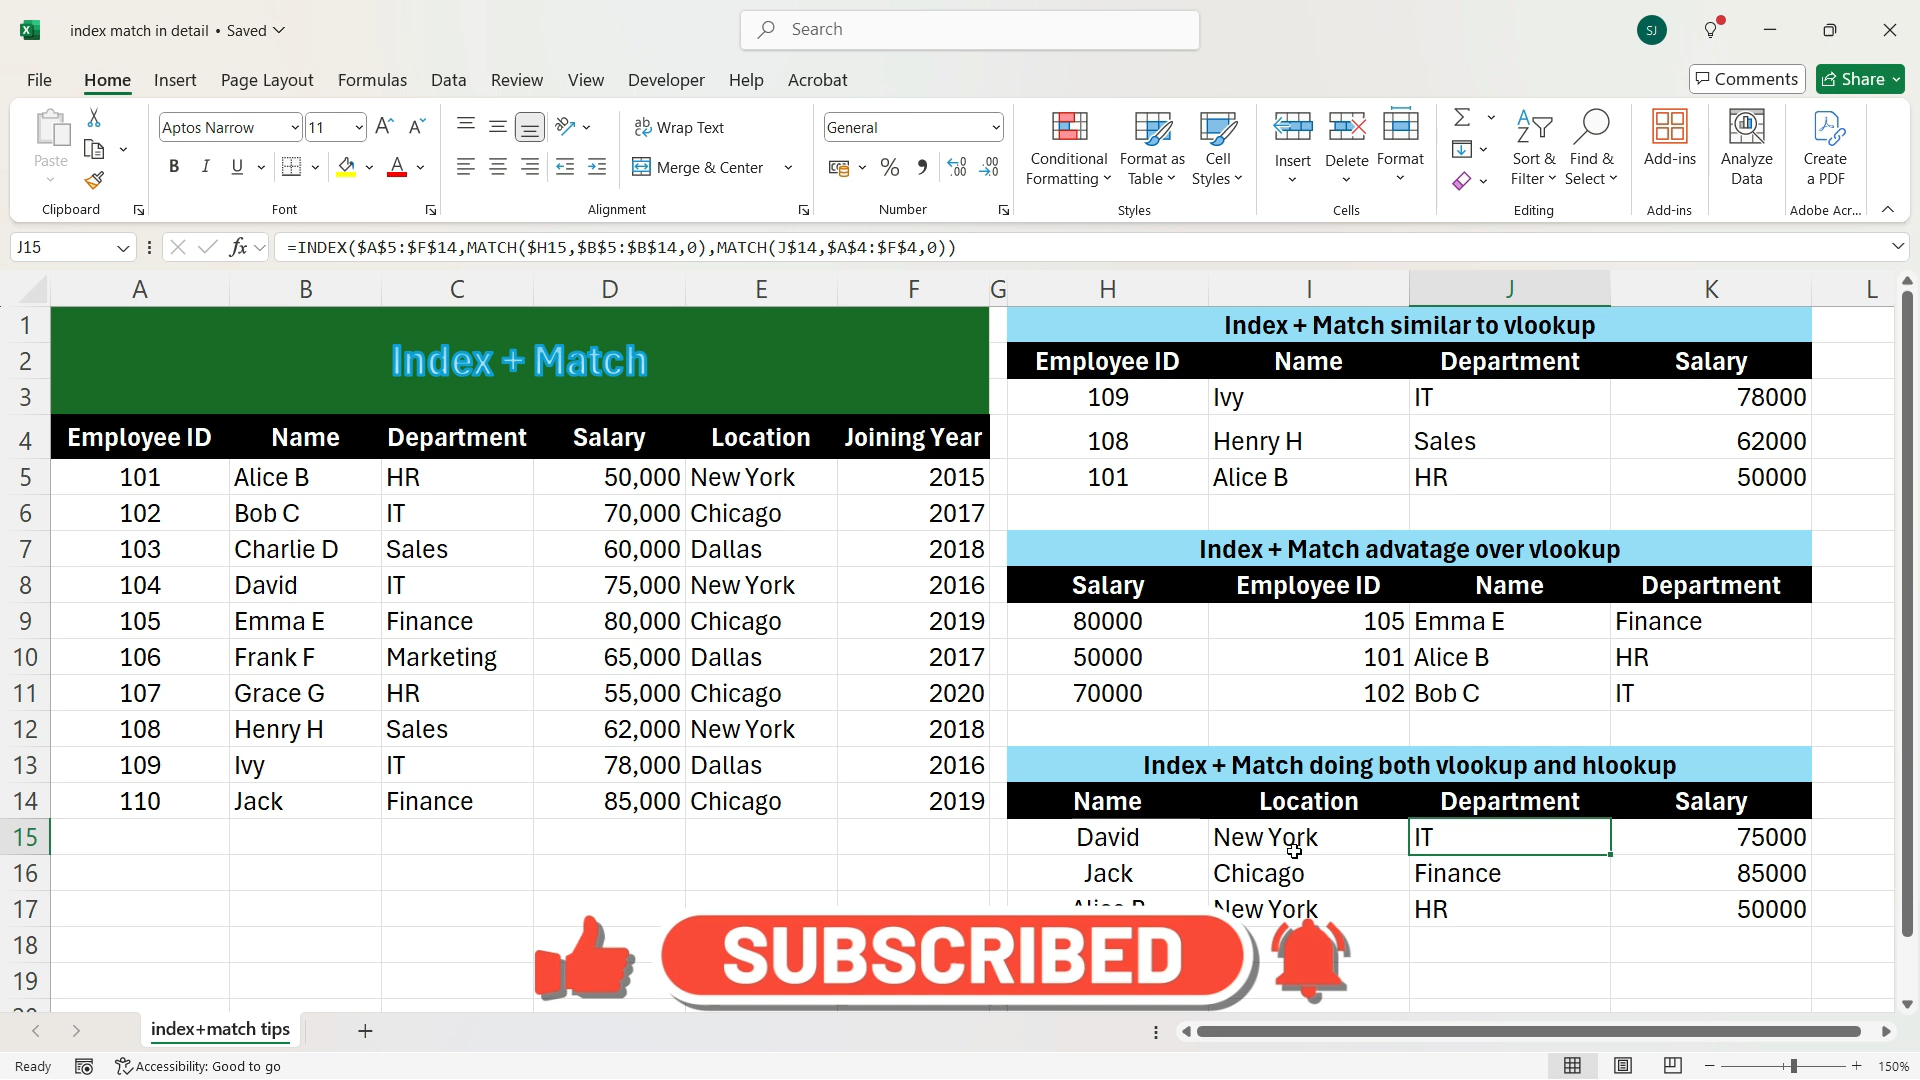 index match in detail • Saved
Search
SJ
File Home Insert Page Layout Formulas Data Review View Developer Help Acrobat
Comments Share
Paste
Clipboard
Aptos Narrow 11
B I U
Font
Wrap Text
Merge & Center
Alignment
General
Number
Conditional Formatting
Format as Table
Cell Styles
Styles
Insert Delete Format
Cells
Sort & Filter
Find & Select
Editing
Add-ins
Add-ins
Analyze Data
Create a PDF
Adobe Acr...
J15 fx =INDEX($A$5:$F$14,MATCH($H15,$B$5:$B$14,0),MATCH(J$14,$A$4:$F$4,0))
A B C D E F G H I J K L
1 Index + Match similar to vlookup
Index + Match
2 Employee ID Name Department Salary
3 109 Ivy IT 78000
4 Employee ID Name Department Salary Location Joining Year 108 Henry H Sales 62000
5 101 Alice B HR 50,000 New York 2015 101 Alice B HR 50000
6 102 Bob C IT 70,000 Chicago 2017
7 103 Charlie D Sales 60,000 Dallas 2018 Index + Match advatage over vlookup
8 104 David IT 75,000 New York 2016 Salary Employee ID Name Department
9 105 Emma E Finance 80,000 Chicago 2019 80000 105 Emma E Finance
10 106 Frank F Marketing 65,000 Dallas 2017 50000 101 Alice B HR
11 107 Grace G HR 55,000 Chicago 2020 70000 102 Bob C IT
12 108 Henry H Sales 62,000 New York 2018
13 109 Ivy IT 78,000 Dallas 2016 Index + Match doing both vlookup and hlookup
14 110 Jack Finance 85,000 Chicago 2019 Name Location Department Salary
15 David New York IT 75000
16 Jack Chicago Finance 85000
17 New York HR 50000
18
SUBSCRIBED
19
index+match tips
Ready Accessibility: Good to go 150%